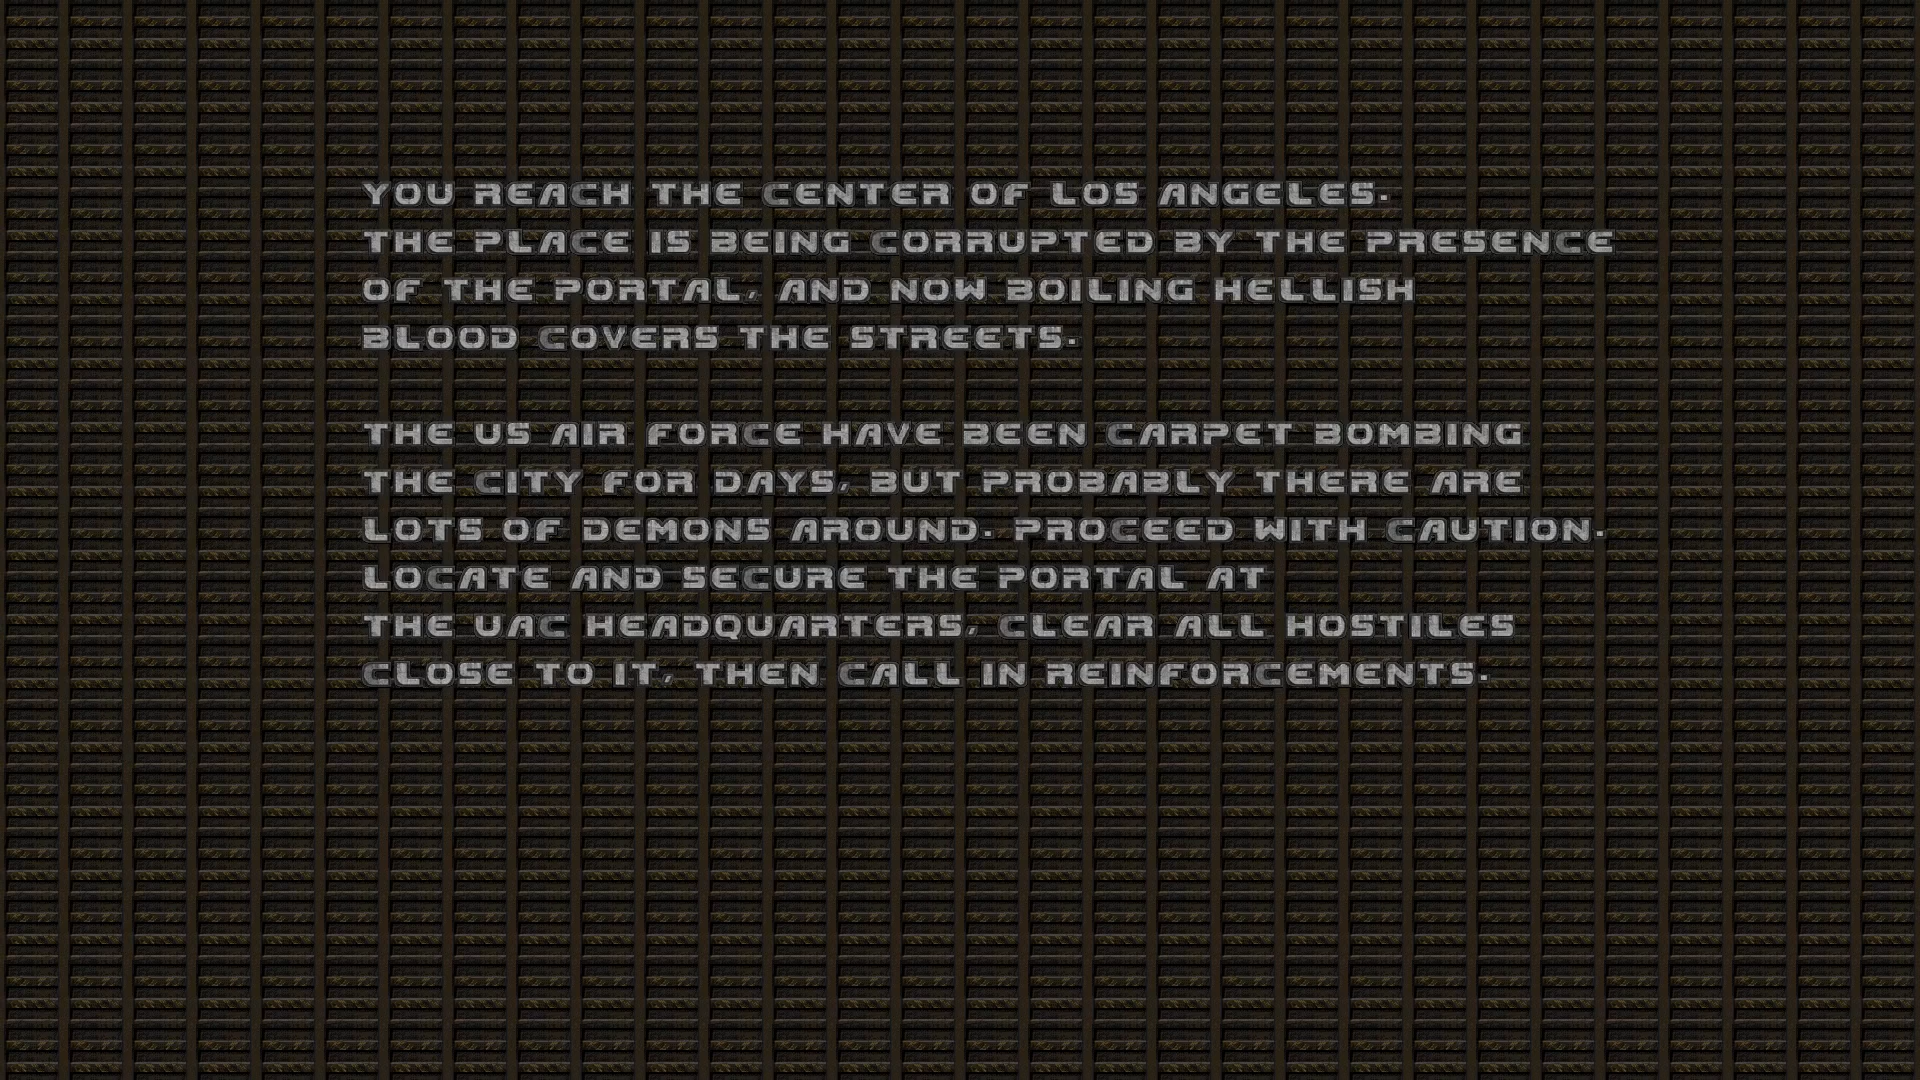 YOU REACH THE CENTER OF LOS ANGELES.
THE PLACE IS BEING CORRUPTED BY THE PRESENCE
OF THE PORTAL, AND NOW BOILING HELLISH
BLOOD COVERS THE STREETS.
THE US AIR FORCE HAVE BEEN CARPET BOMBING
THE CITY FOR DAYS, BUT PROBABLY THERE ARE
LOTS OF DEMONS AROUND. PROCEED WITH CAUTION.
LOCATE AND SECURE THE PORTAL AT
THE UAC HEADQUARTERS, CLEAR ALL HOSTILES
CLOSE TO IT, THEN CALL IN REINFORCEMENTS.